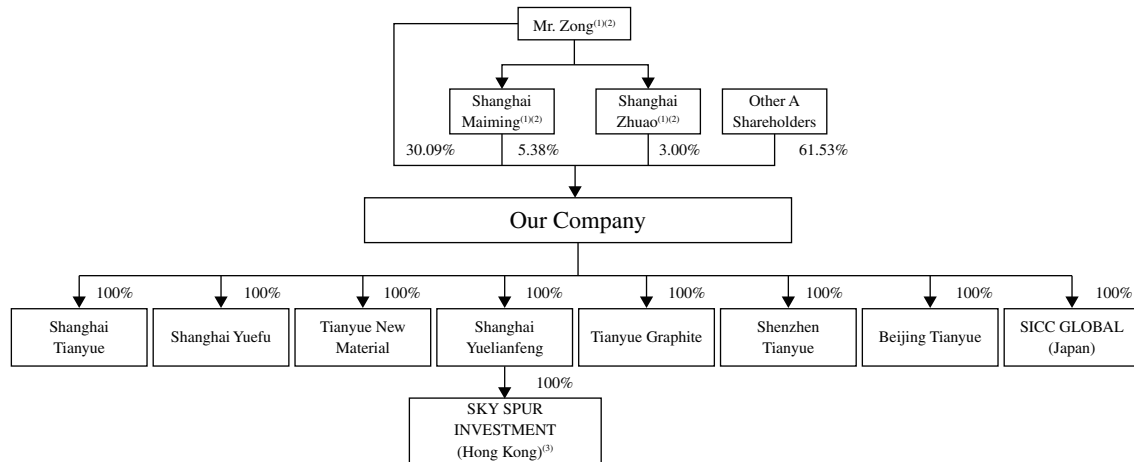 Mr. Zong(1)(2)
Shanghai
Maiming(1)(2)
Shanghai
Zhuao(1)(2)
Other A
Shareholders
30.09%
5.38%
3.00%
61.53%
Our Company
100%
100%
100%
100%
100%
100%
100%
100%
Shanghai
Tianyue
Shanghai Yuefu
Tianyue New
Material
Shanghai
Yuelianfeng
Tianyue Graphite
Shenzhen
Tianyue
Beijing Tianyue
SICC GLOBAL
(Japan)
100%
SKY SPUR
INVESTMENT
(Hong Kong)(3)